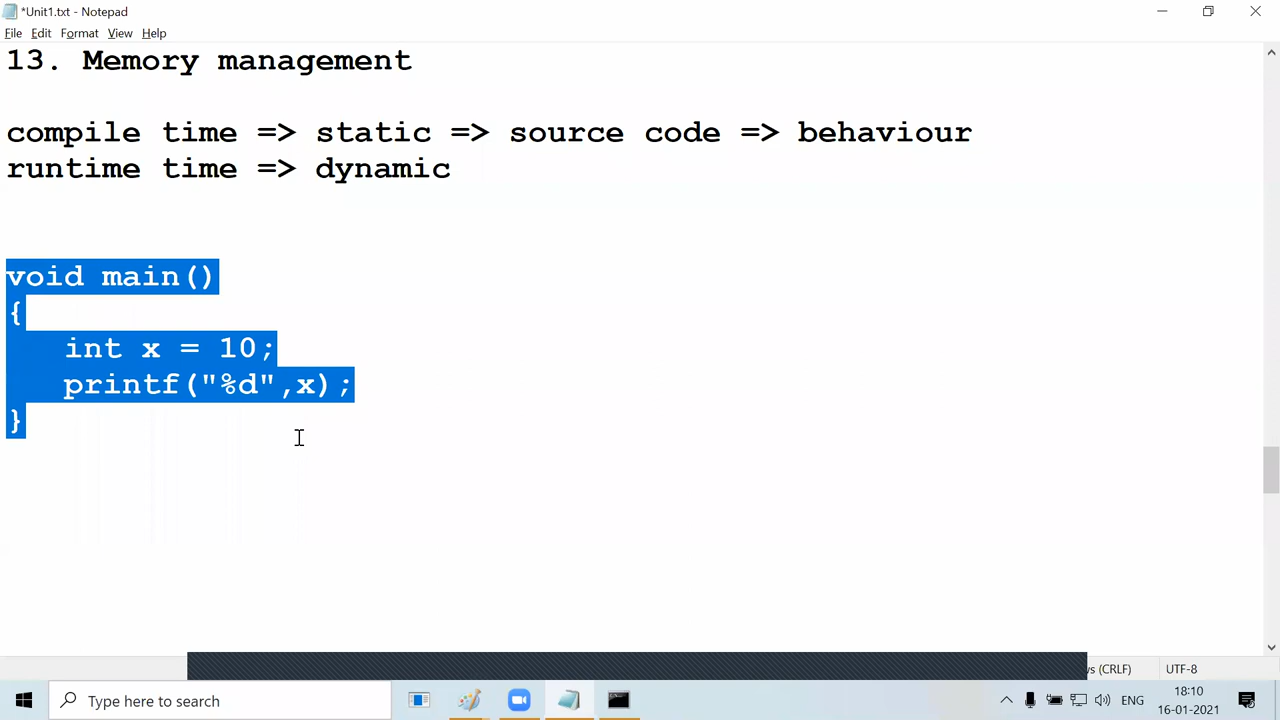 *Unit1.txt - Notepad
File Edit Format View Help
13. Memory management
compile time => static => source code => behaviour
runtime time => dynamic
void main()
{
int x = 10;
printf("%d",x);
}
(CRLF) UTF-8
Type here to search
ENG
18:10
16-01-2021